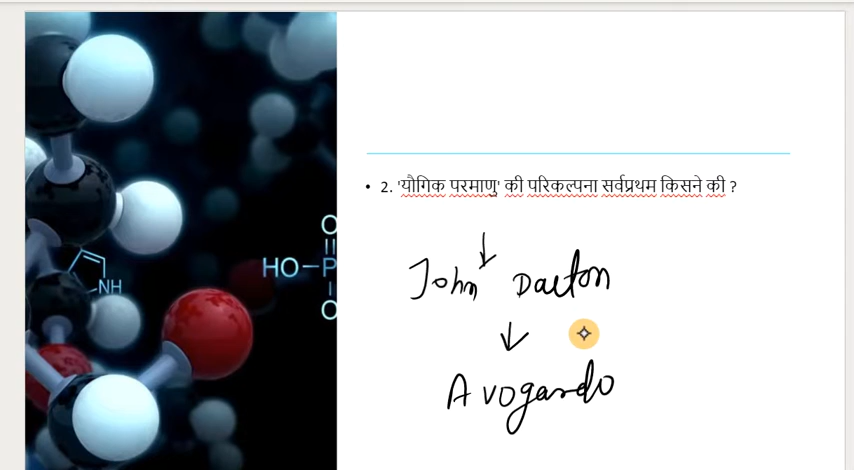 • 2. 'यौगिक परमाणु' की परिकल्पना सर्वप्रथम किसने की ?
O
HO-P
NH
O
John Dalton
Avogardo